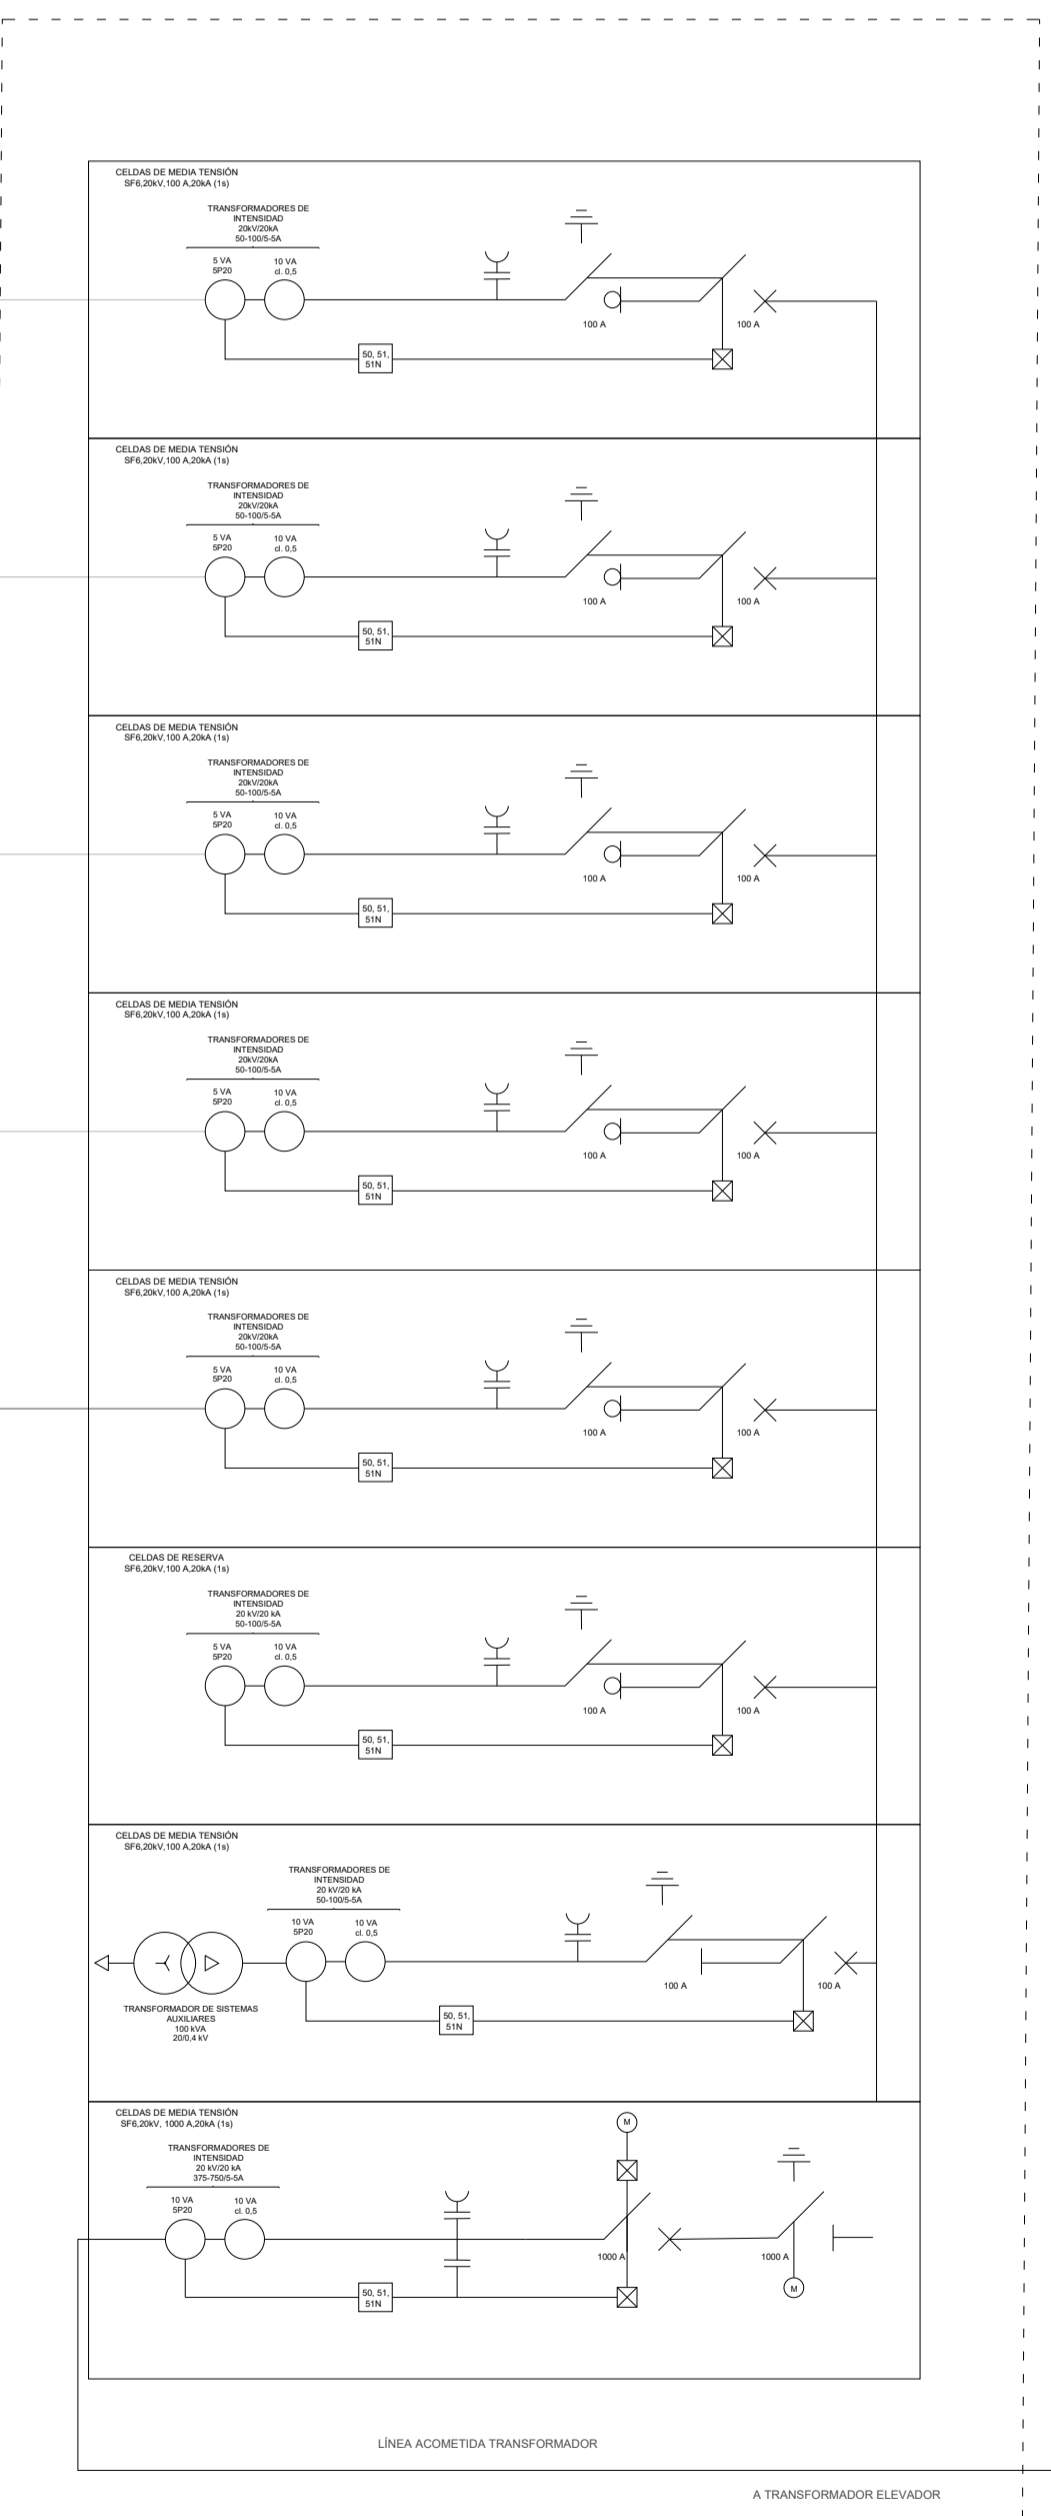 CELDAS DE MEDIA TENSIÓN
SF6,20kV,100 A,20kA (1s)
TRANSFORMADORES DE
INTENSIDAD
20kV/20kA
50-100/5-5A
5 VA
5P20
10 VA
cl. 0,5
100 A
100 A
50, 51,
51N
CELDAS DE MEDIA TENSIÓN
SF6,20kV,100 A,20kA (1s)
TRANSFORMADORES DE
INTENSIDAD
20kV/20kA
50-100/5-5A
5 VA
5P20
10 VA
cl. 0,5
100 A
100 A
50, 51,
51N
CELDAS DE MEDIA TENSIÓN
SF6,20kV,100 A,20kA (1s)
TRANSFORMADORES DE
INTENSIDAD
20kV/20kA
50-100/5-5A
5 VA
5P20
10 VA
cl. 0,5
100 A
100 A
50, 51,
51N
CELDAS DE MEDIA TENSIÓN
SF6,20kV,100 A,20kA (1s)
TRANSFORMADORES DE
INTENSIDAD
20kV/20kA
50-100/5-5A
5 VA
5P20
10 VA
cl. 0,5
100 A
100 A
50, 51,
51N
CELDAS DE MEDIA TENSIÓN
SF6,20kV,100 A,20kA (1s)
TRANSFORMADORES DE
INTENSIDAD
20kV/20kA
50-100/5-5A
5 VA
5P20
10 VA
cl. 0,5
100 A
100 A
50, 51,
51N
CELDAS DE RESERVA
SF6,20kV,100 A,20kA (1s)
TRANSFORMADORES DE
INTENSIDAD
20 kV/20 kA
50-100/5-5A
5 VA
5P20
10 VA
cl. 0,5
100 A
100 A
50, 51,
51N
CELDAS DE MEDIA TENSIÓN
SF6,20kV,100 A,20kA (1s)
TRANSFORMADORES DE
INTENSIDAD
20 kV/20 kA
50-100/5-5A
10 VA
5P20
10 VA
cl. 0,5
100 A
100 A
TRANSFORMADOR DE SISTEMAS
AUXILIARES
100 kVA
20/0,4 kV
50, 51,
51N
CELDAS DE MEDIA TENSIÓN
SF6,20kV, 1000 A,20kA (1s)
M
TRANSFORMADORES DE
INTENSIDAD
20 kV/20 kA
375-750/5-5A
10 VA
5P20
10 VA
cl. 0,5
1000 A
1000 A
M
50, 51,
51N
LÍNEA ACOMETIDA TRANSFORMADOR
A TRANSFORMADOR ELEVADOR